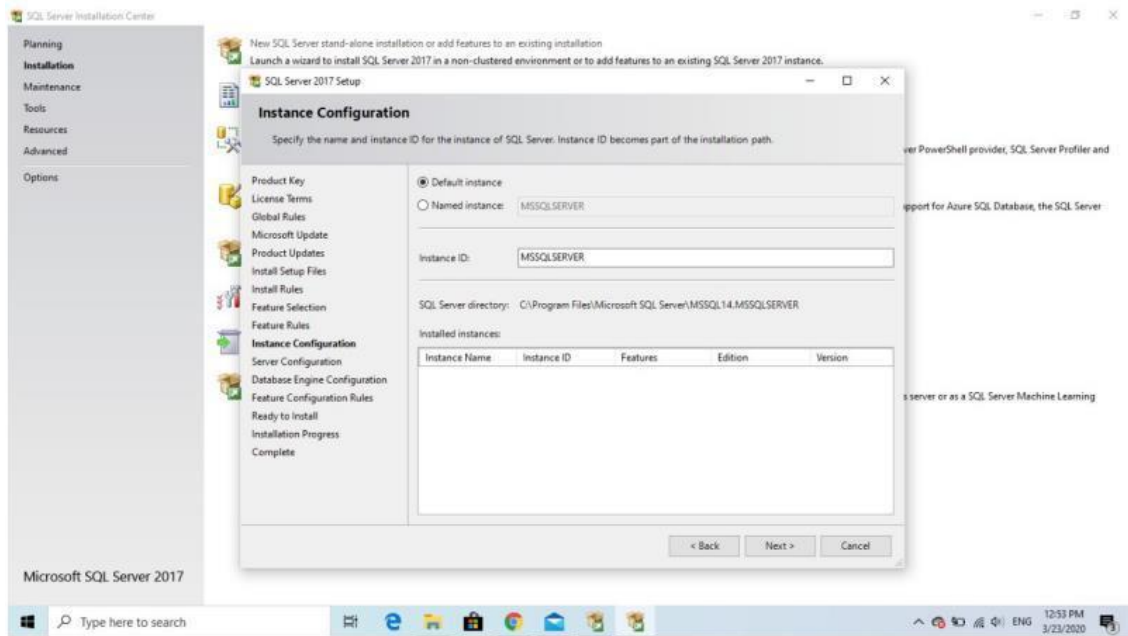 SQL Server Installation Center
Planning
Installation
Maintenance
Tools
Resources
Advanced
Options
Microsoft SQL Server 2017
New SQL Server stand-alone installation or add features to an existing installation
Launch a wizard to install SQL Server 2017 in a non-clustered environment or to add features to an existing SQL Server 2017 instance.
ver PowerShell provider, SQL Server Profiler and
pport for Azure SQL Database, the SQL Server
s server or as a SQL Server Machine Learning
SQL Server 2017 Setup
Instance Configuration
Specify the name and instance ID for the instance of SQL Server. Instance ID becomes part of the installation path.
Product Key
License Terms
Global Rules
Microsoft Update
Product Updates
Install Setup Files
Install Rules
Feature Selection
Feature Rules
Instance Configuration
Server Configuration
Database Engine Configuration
Feature Configuration Rules
Ready to Install
Installation Progress
Complete
Default instance
Named instance: MSSQLSERVER
Instance ID: MSSQLSERVER
SQL Server directory: C:\Program Files\Microsoft SQL Server\MSSQL14.MSSQLSERVER
Installed instances:
Instance Name Instance ID Features Edition Version
< Back Next > Cancel
Type here to search
ENG
12:53 PM
3/23/2020
3